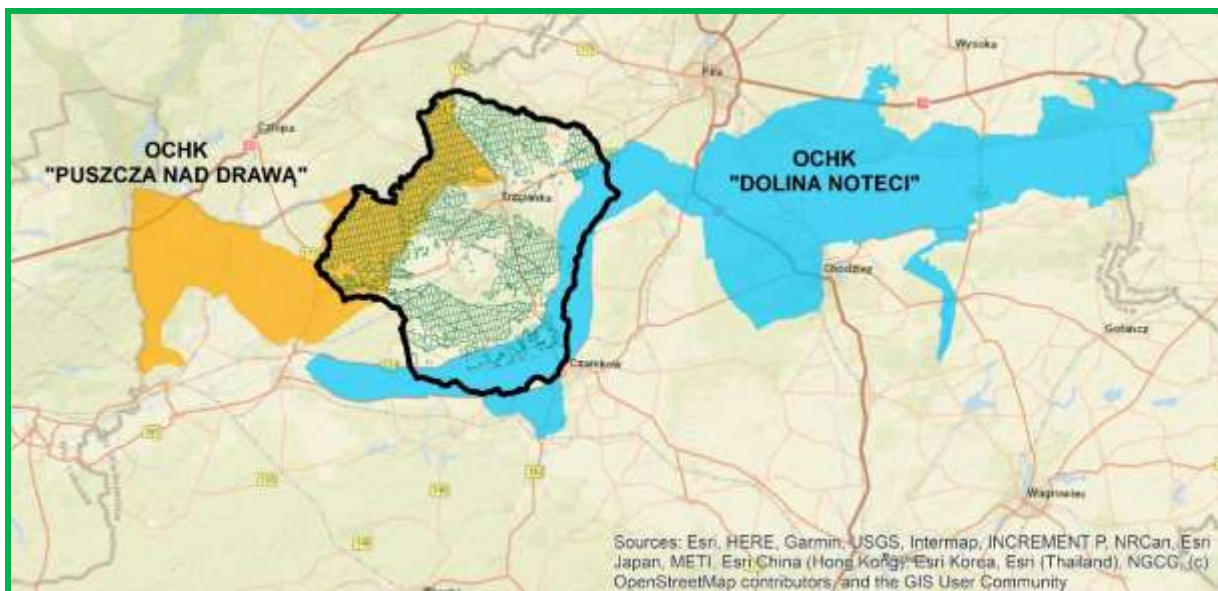 Wysoka
Piła
Człopa
OCHK
"PUSZCZA NAD DRAWĄ"
OCHK
"DOLINA NOTECI"
Trzcianka
Chodzież
Gołańcz
Czarnków
Wągrowiec
Sources: Esri, HERE, Garmin, USGS, Intermap, INCREMENT P, NRCan, Esri
Japan, METI, Esri China (Hong Kong), Esri Korea, Esri (Thailand), NGCC, (c)
OpenStreetMap contributors, and the GIS User Community